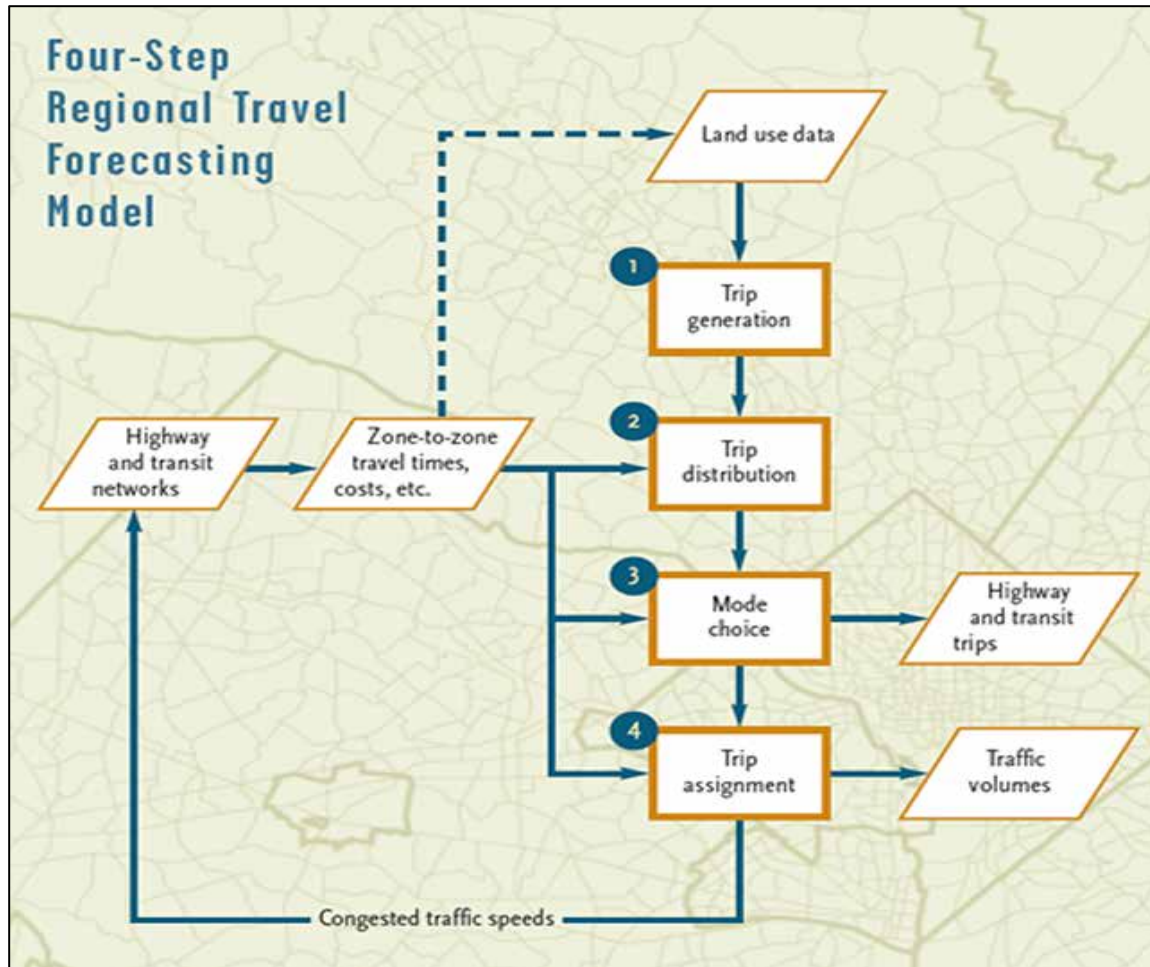 Four-Step
Regional Travel
Forecasting
Model
Land use data
1
Trip
generation
2
Trip
distribution
Highway
and transit
networks
Zone-to-zone
travel times,
costs, etc.
3
Mode
choice
Highway
and transit
trips
4
Trip
assignment
Traffic
volumes
Congested traffic speeds